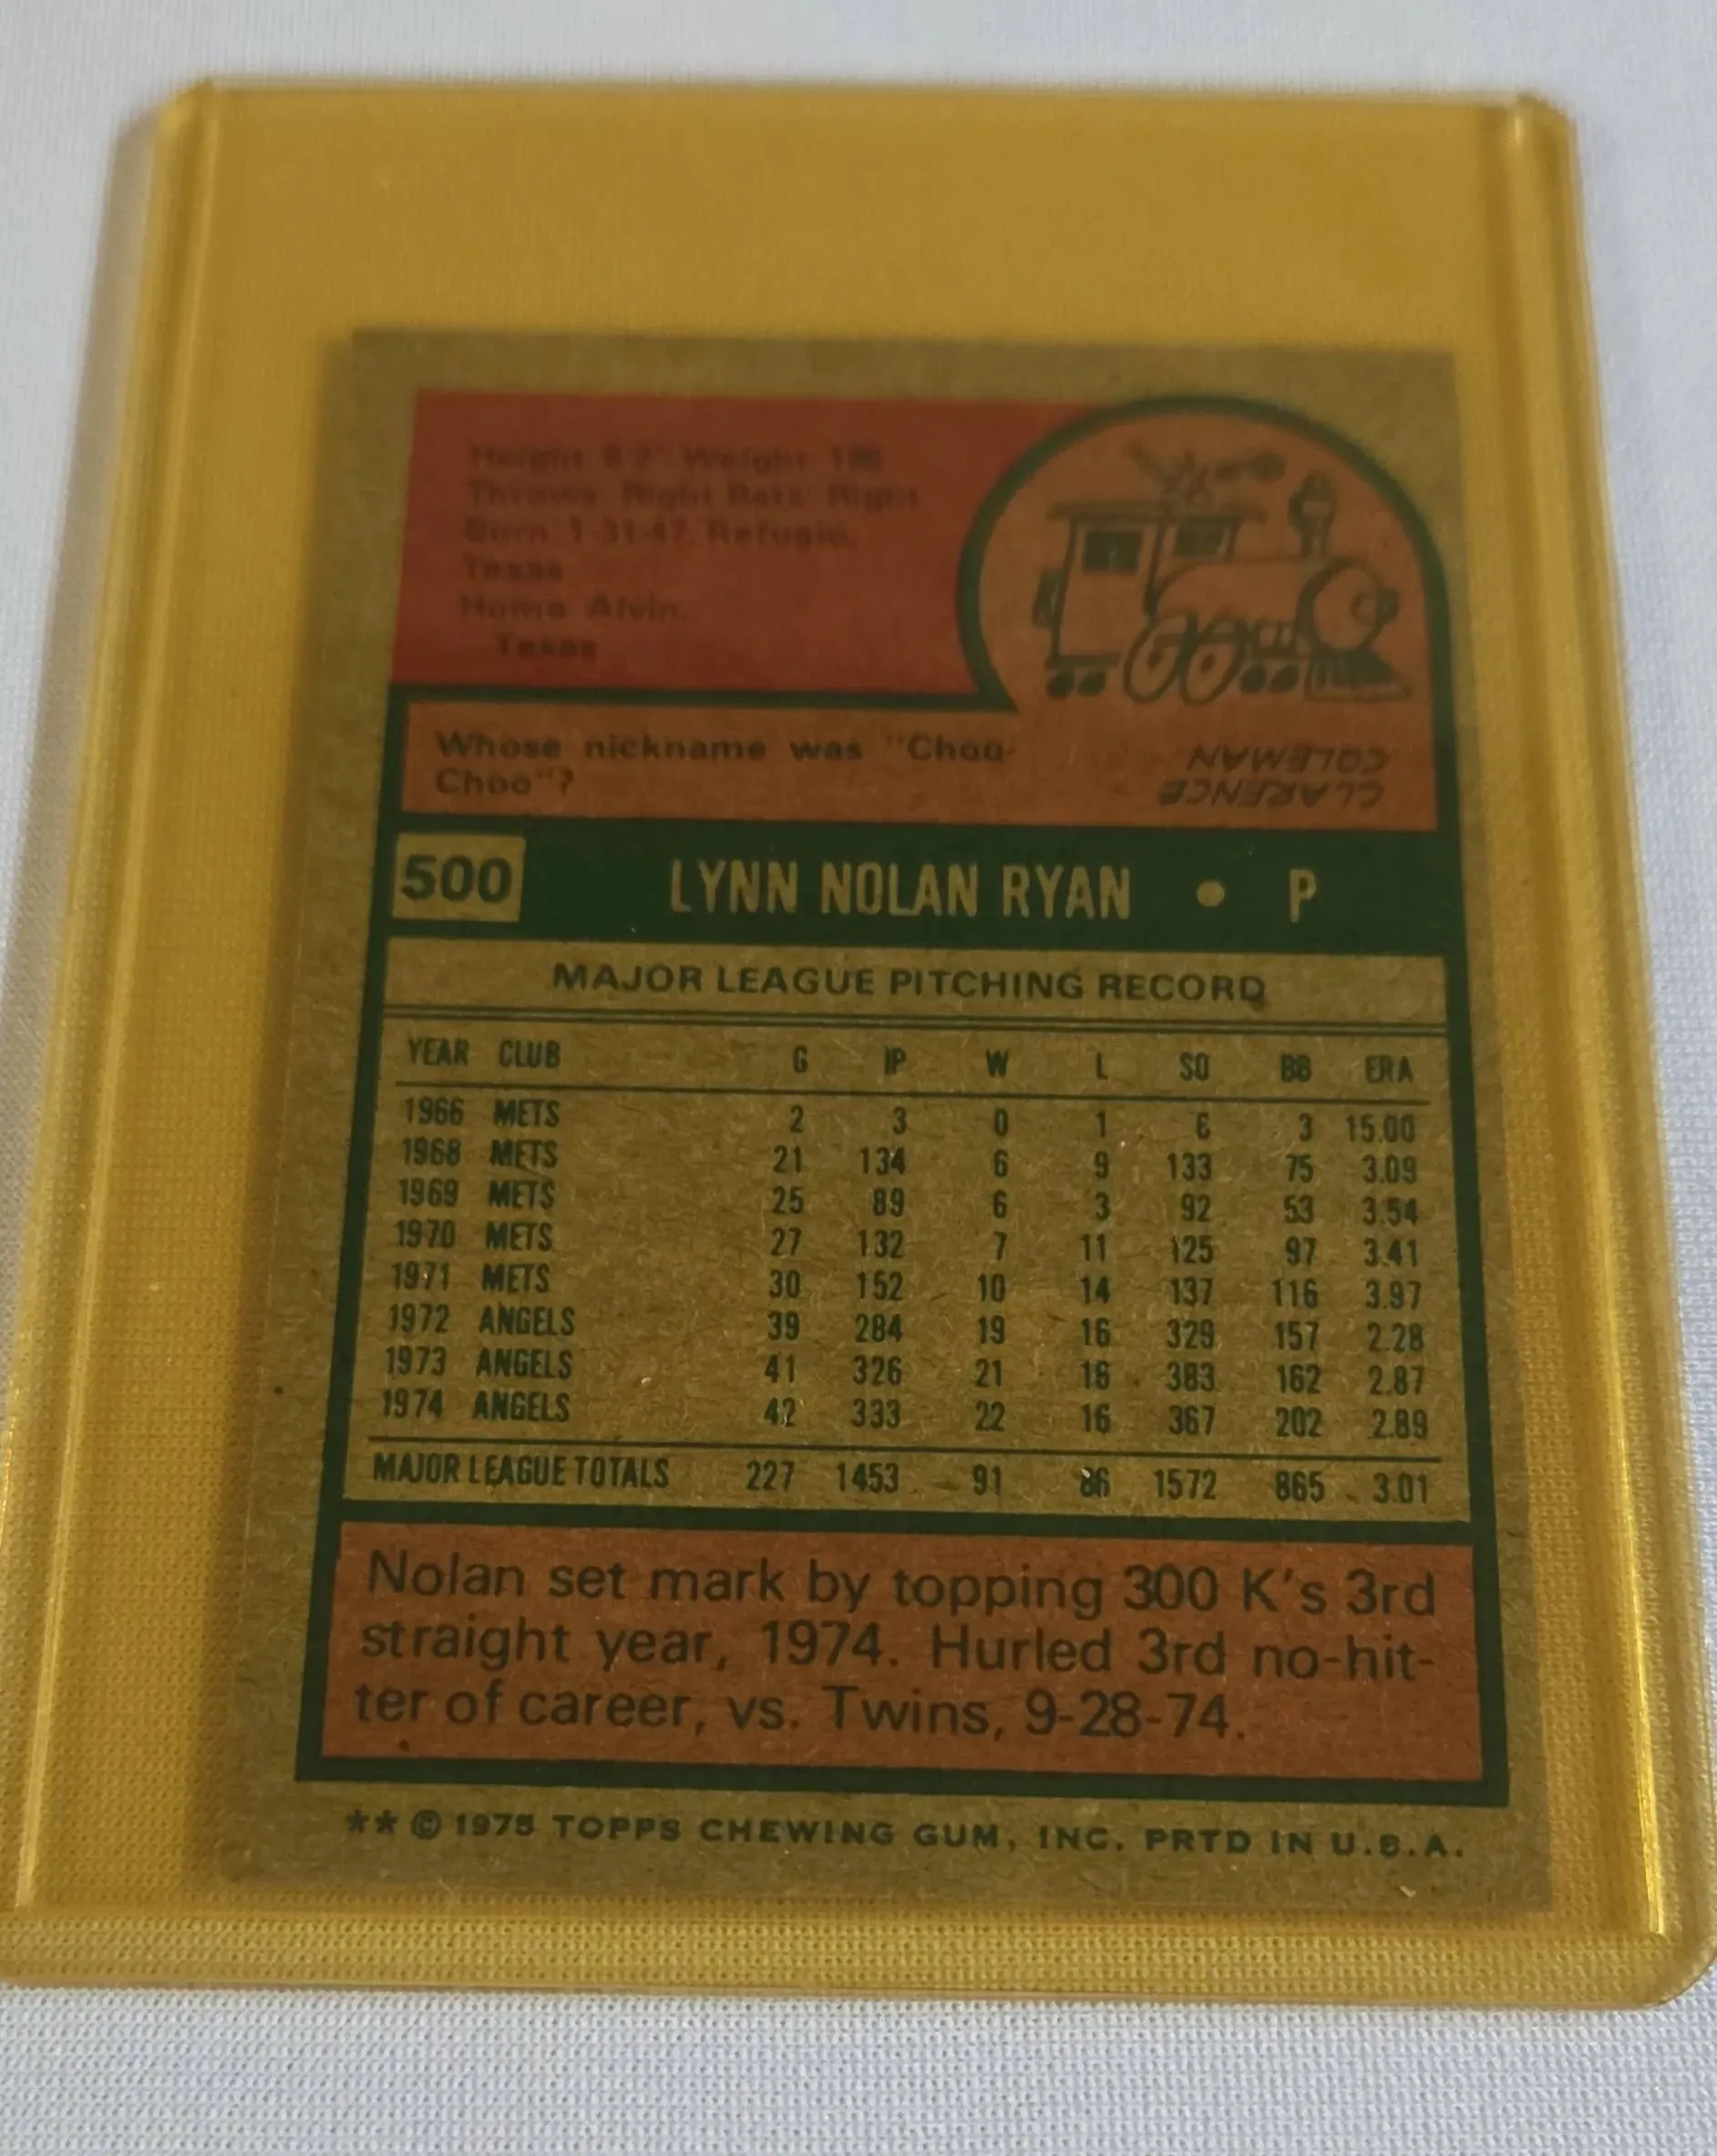 Height: 6'2" Weight: 195
Throws: Right Bats: Right
Born: 1-31-47, Refugio,
Texas
Home: Alvin,
Texas
Whose nickname was "Choo-
Choo"?
CLARENCE
COLEMAN
500 LYNN NOLAN RYAN • P
MAJOR LEAGUE PITCHING RECORD
YEAR CLUB G IP W L SO BB ERA
1966 METS 2 3 0 1 6 3 15.00
1968 METS 21 134 6 9 133 75 3.09
1969 METS 25 89 6 3 92 53 3.54
1970 METS 27 132 7 11 125 97 3.41
1971 METS 30 152 10 14 137 116 3.97
1972 ANGELS 39 284 19 16 329 157 2.28
1973 ANGELS 41 326 21 16 383 162 2.87
1974 ANGELS 42 333 22 16 367 202 2.89
MAJOR LEAGUE TOTALS 227 1453 91 86 1572 865 3.01
Nolan set mark by topping 300 K's 3rd
straight year, 1974. Hurled 3rd no-hit-
ter of career, vs. Twins, 9-28-74.
** © 1975 TOPPS CHEWING GUM, INC. PRTD IN U.S.A.